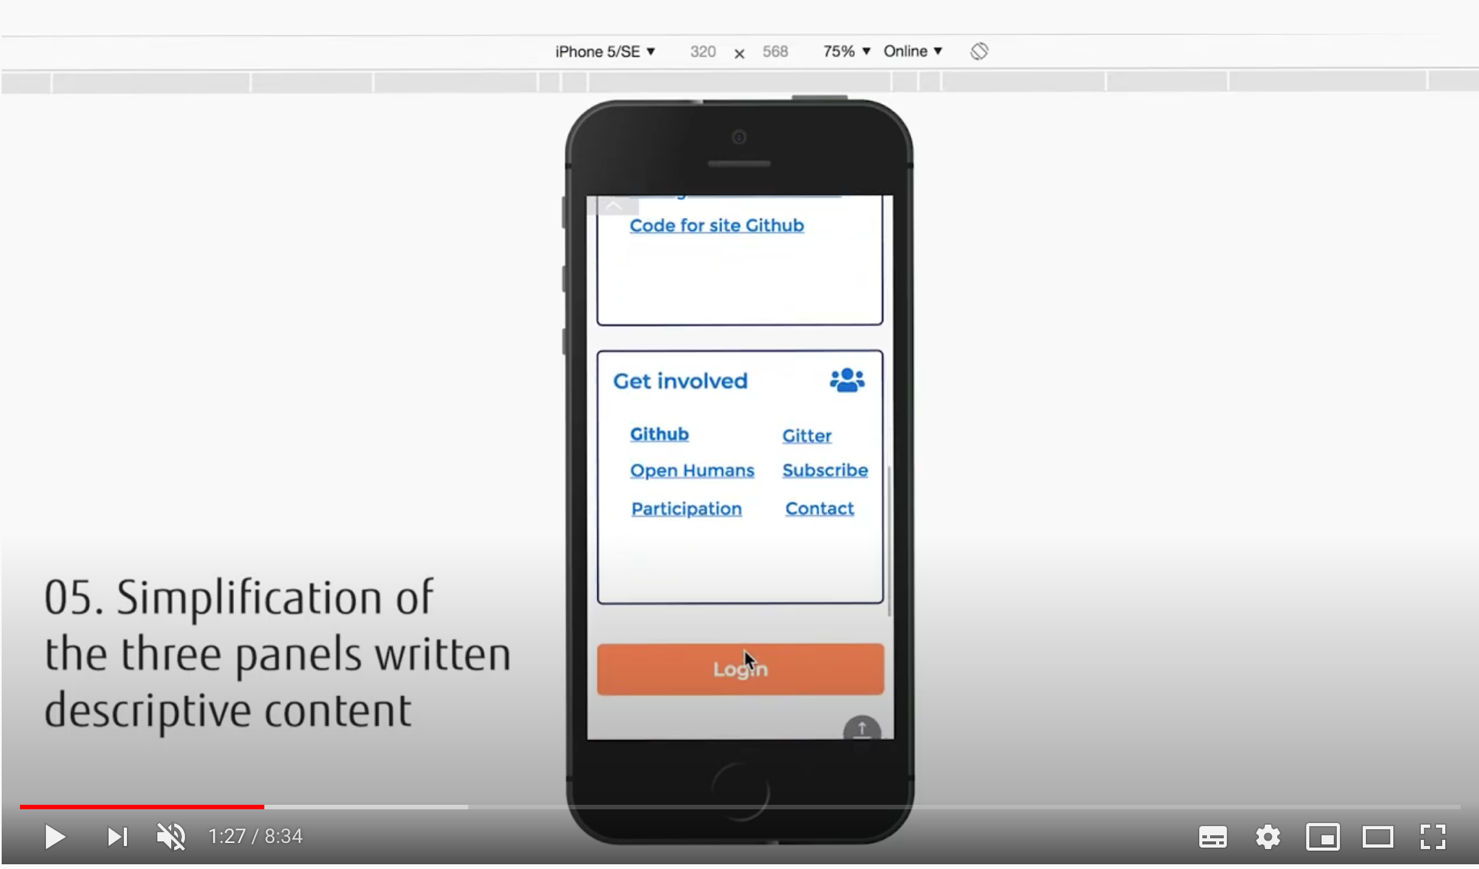 iPhone 5/SE ▼ 320 × 568 75% ▼ Online ▼
Code for site Github
Get involved
Github Gitter
Open Humans Subscribe
Participation Contact
Login
05. Simplification of
the three panels written
descriptive content
1:27 / 8:34